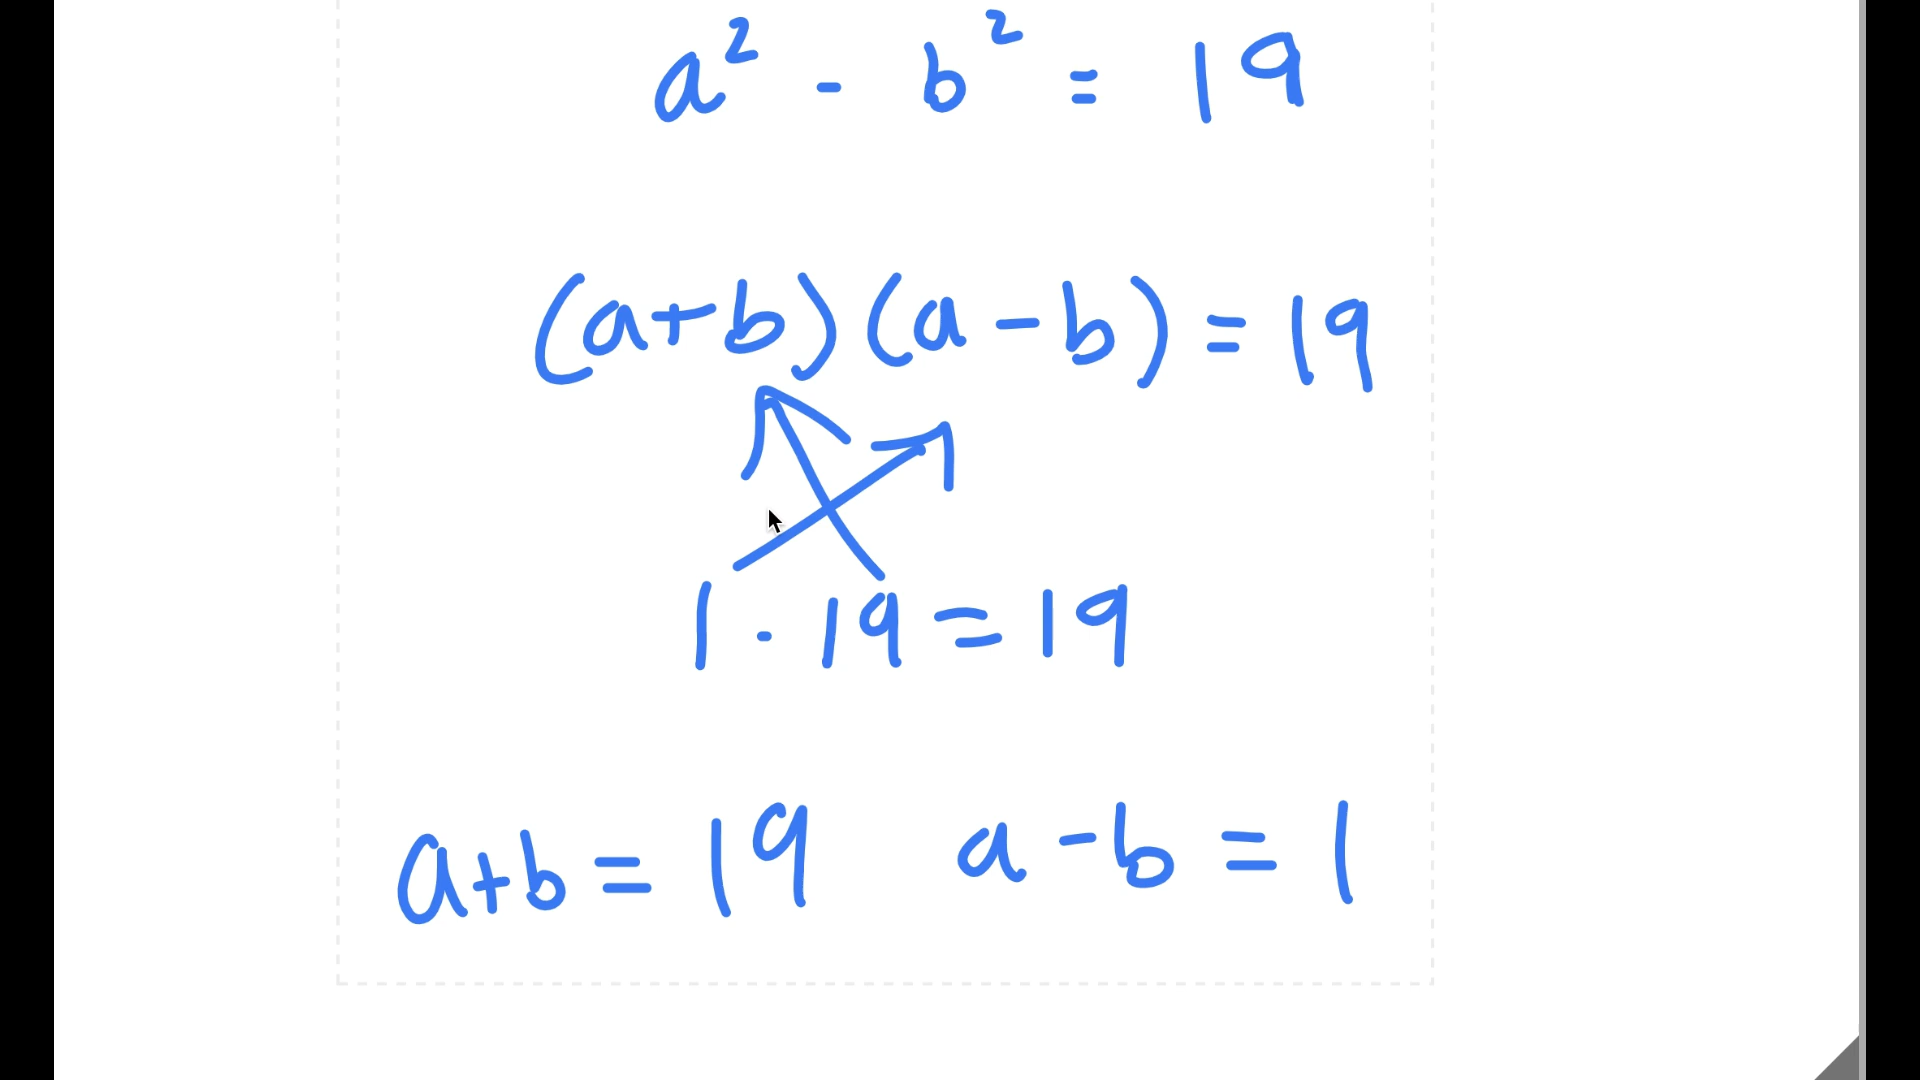 a² - b² = 19
(a+b)(a-b) = 19
1 · 19 = 19
a+b = 19 a-b = 1